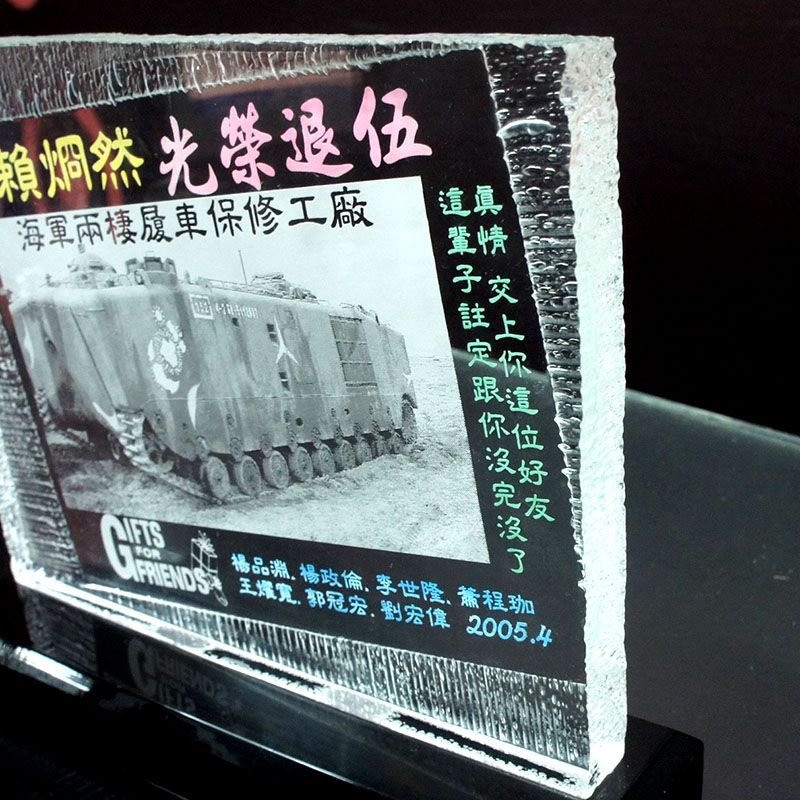 賴烱然 光榮退伍
海軍兩棲履車保修工廠
真情 交上你這位好友
這輩子註定跟你沒完沒了
GIFTS
FOR
FRIENDS
楊品淵. 楊政倫. 李世隆. 蕭程珈
王燿寬. 郭冠宏. 劉宏偉 2005.4